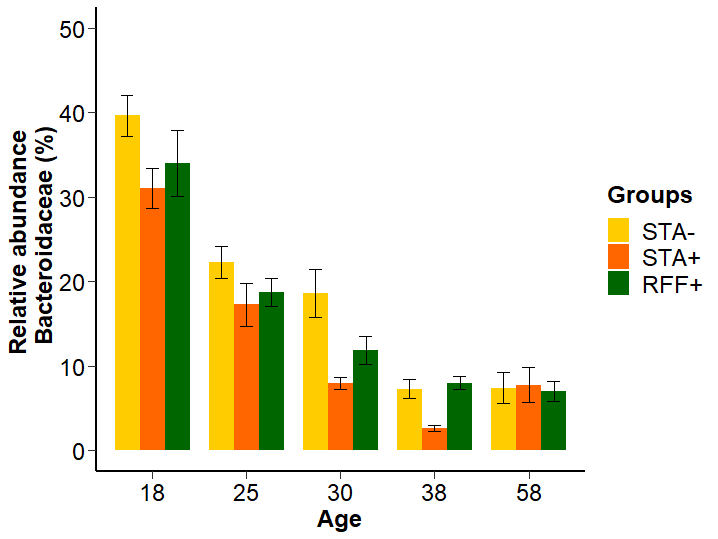 Relative abundance
Bacteroidaceae (%)
50
40
30
20
10
0
18 25 30 38 58
Age
Groups
STA-
STA+
RFF+